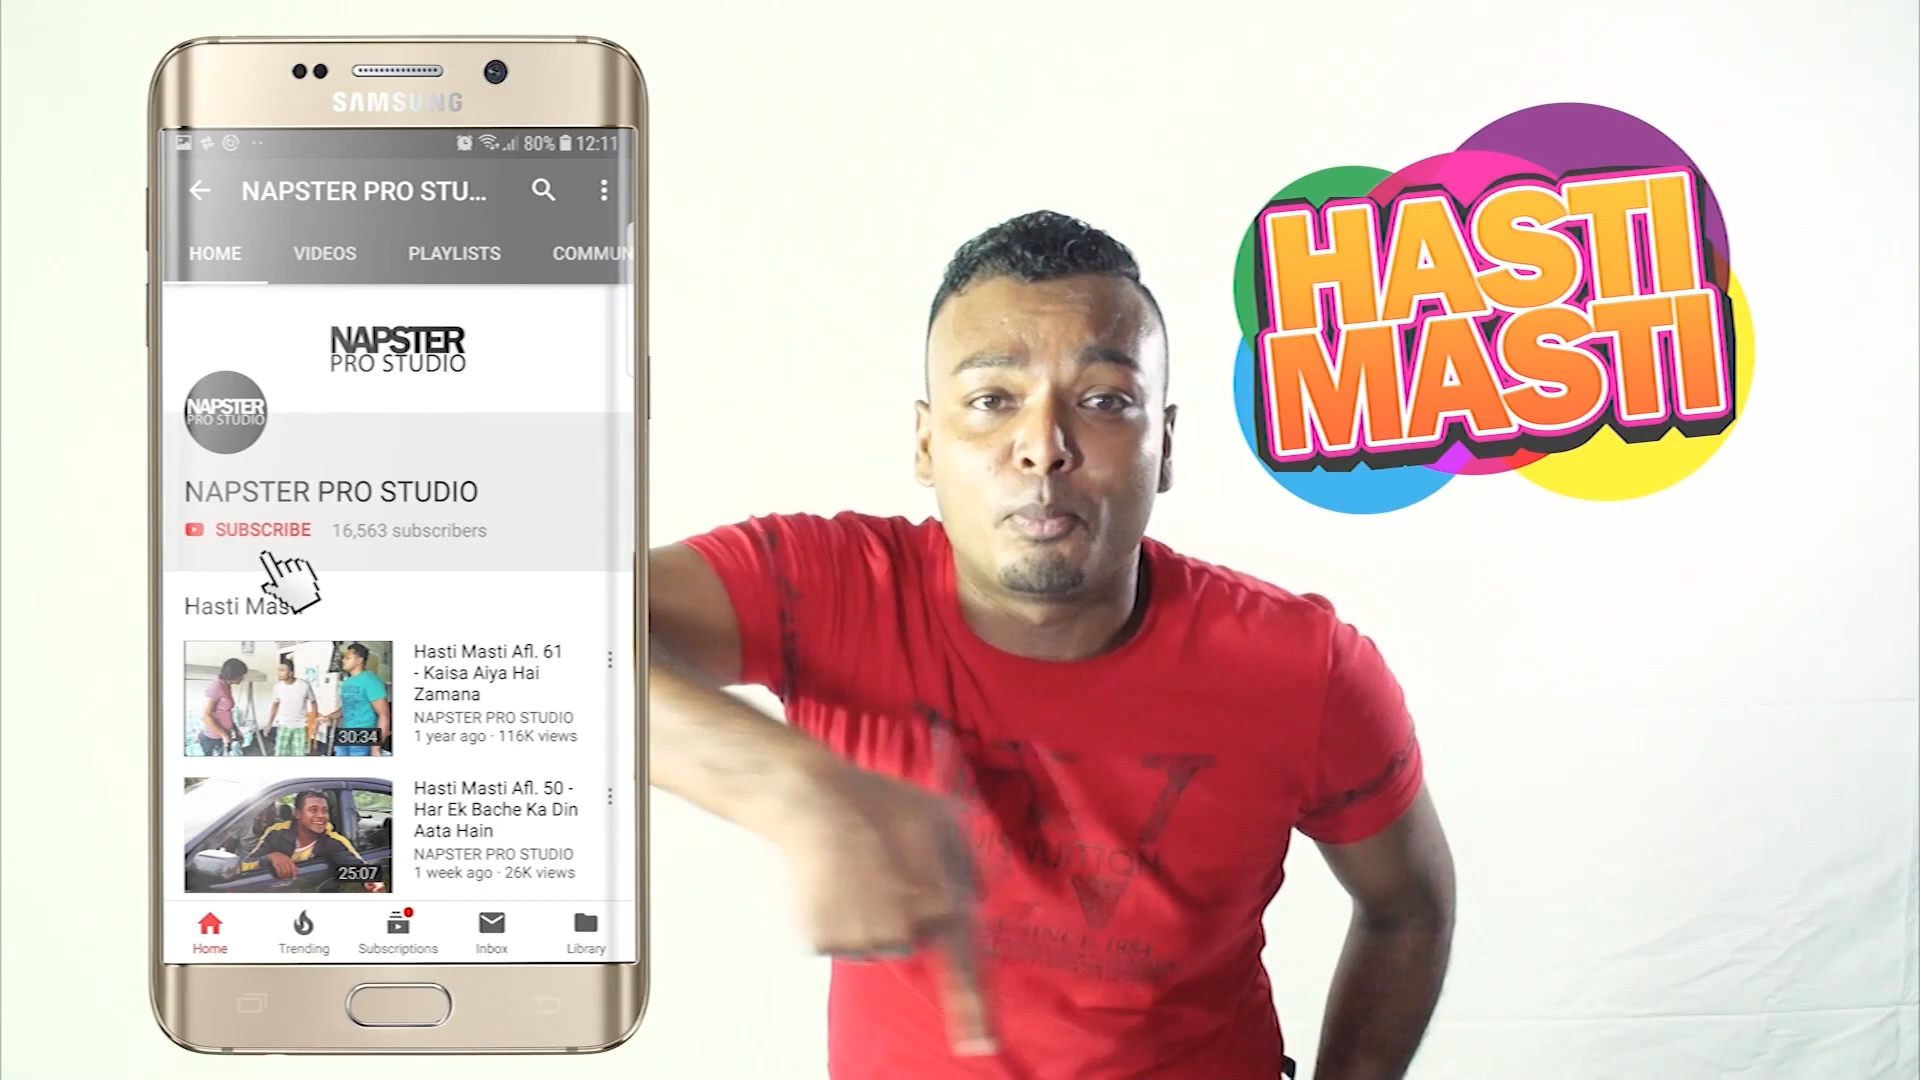 SAMSUNG
80% 12:11
NAPSTER PRO STU...
HOME VIDEOS PLAYLISTS COMMUN
NAPSTER
PRO STUDIO
NAPSTER
PRO STUDIO
NAPSTER PRO STUDIO
SUBSCRIBE 16,563 subscribers
Hasti Mas
Hasti Masti Afl. 61
- Kaisa Aiya Hai
Zamana
NAPSTER PRO STUDIO
1 year ago · 116K views
30:34
Hasti Masti Afl. 50 -
Har Ek Bache Ka Din
Aata Hain
NAPSTER PRO STUDIO
1 week ago · 26K views
25:07
Home Trending Subscriptions Inbox Library
HASTI
MASTI
VUITTON
SINCE 1854